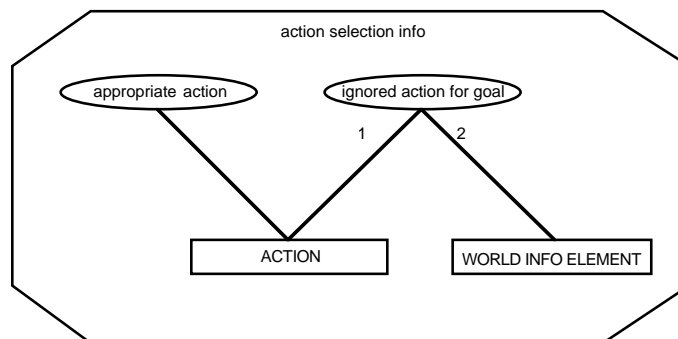 action selection info
appropriate action
ignored action for goal
1
2
ACTION
WORLD INFO ELEMENT